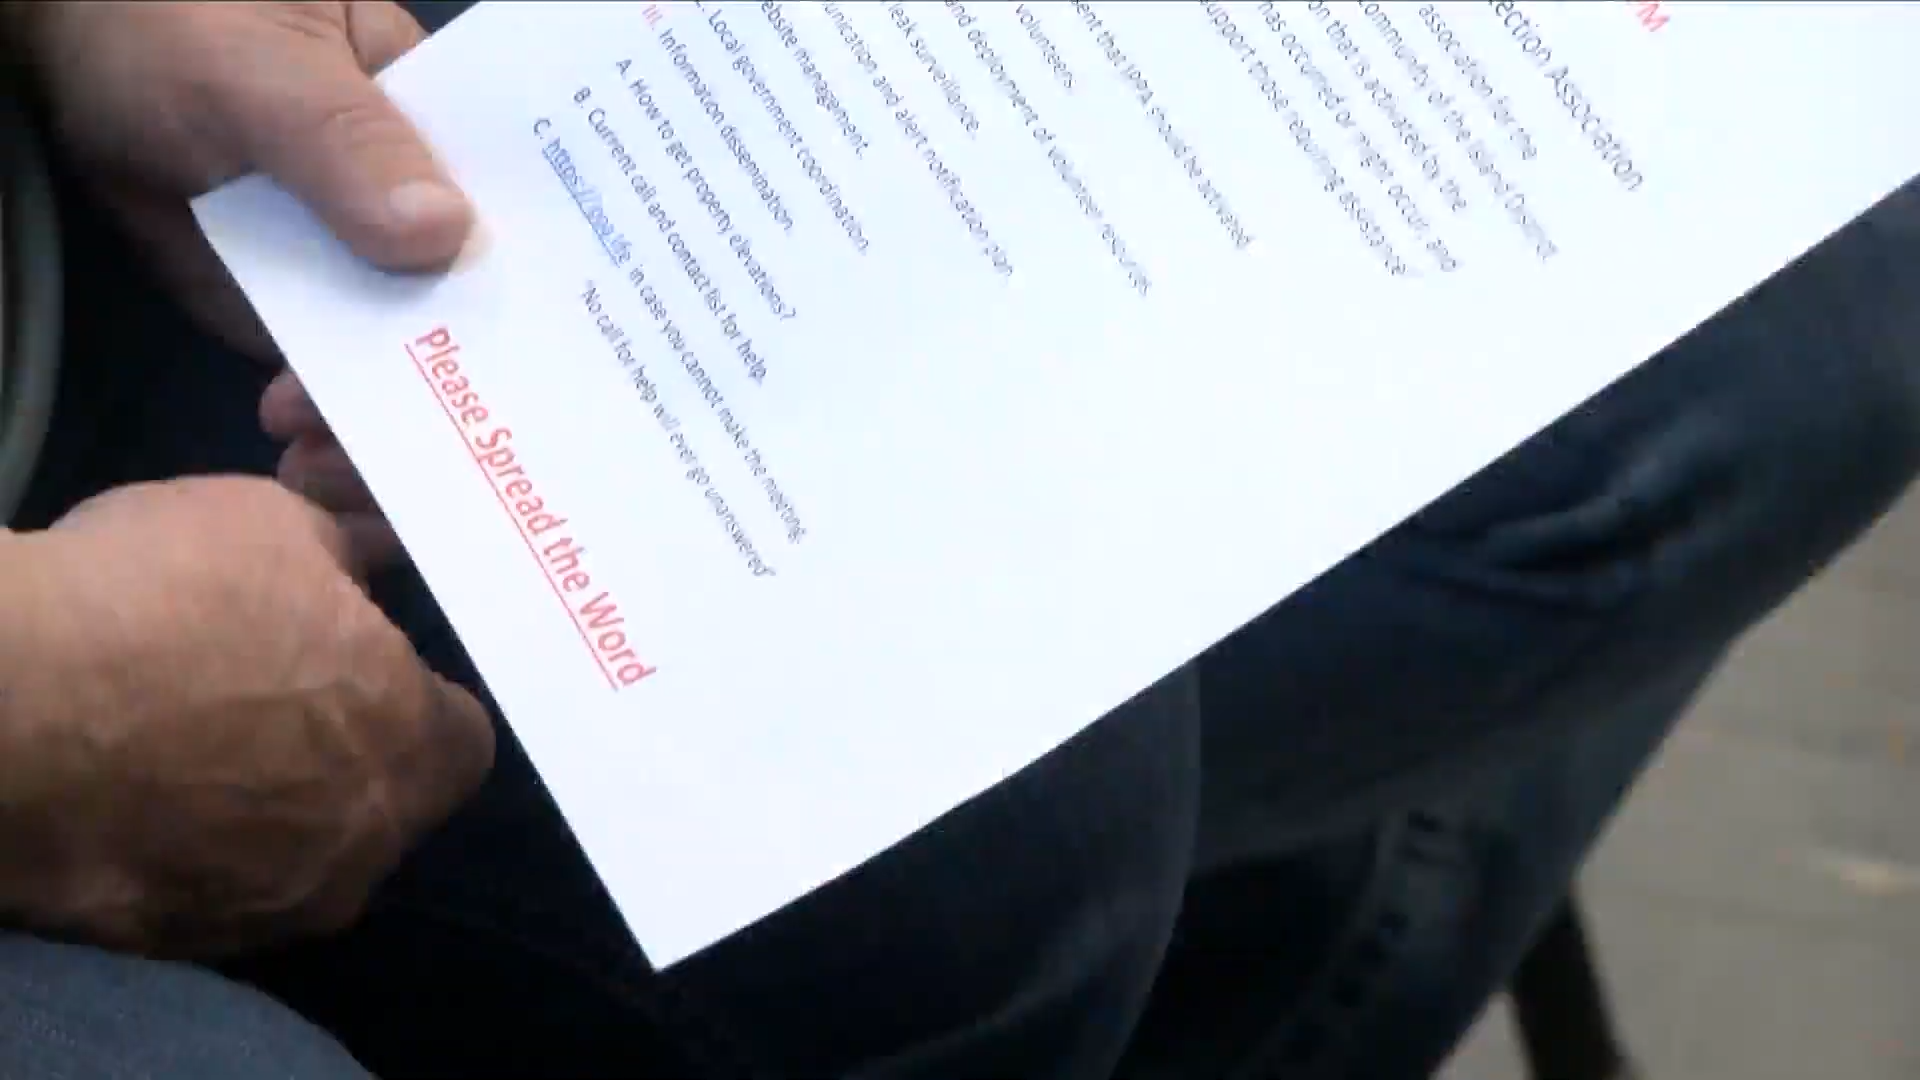 PM
ection Association
association for the
community of the Island District
on that is activated by the
has occurred or might occur, and
support those requiring assistance"
ent that IPPA should be activated
volunteers.
and deployment of volunteer resources.
leak surveillance.
unication and alert notification plan.
ebsite management.
Local government coordination.
III. Information dissemination.
A. How to get property elevations?
B. Current call and contact list for help.
C. https:// in case you cannot make the meeting.
"No call for help will ever go unanswered"
Please Spread the Word